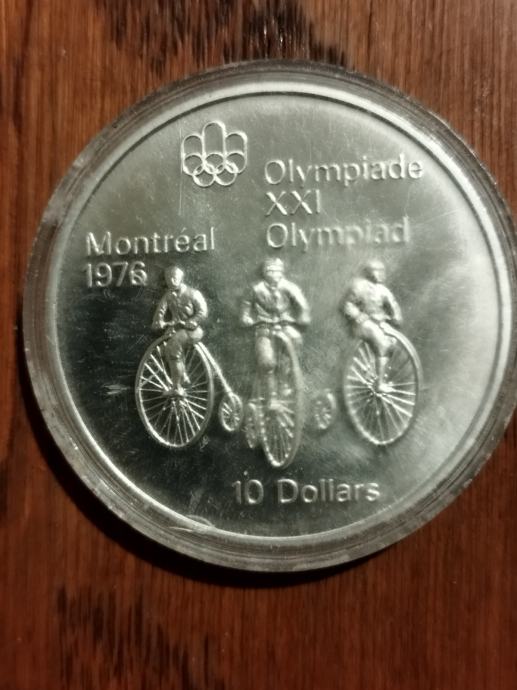 Olympiade
XXI
Olympiad
Montréal
1976
10 Dollars